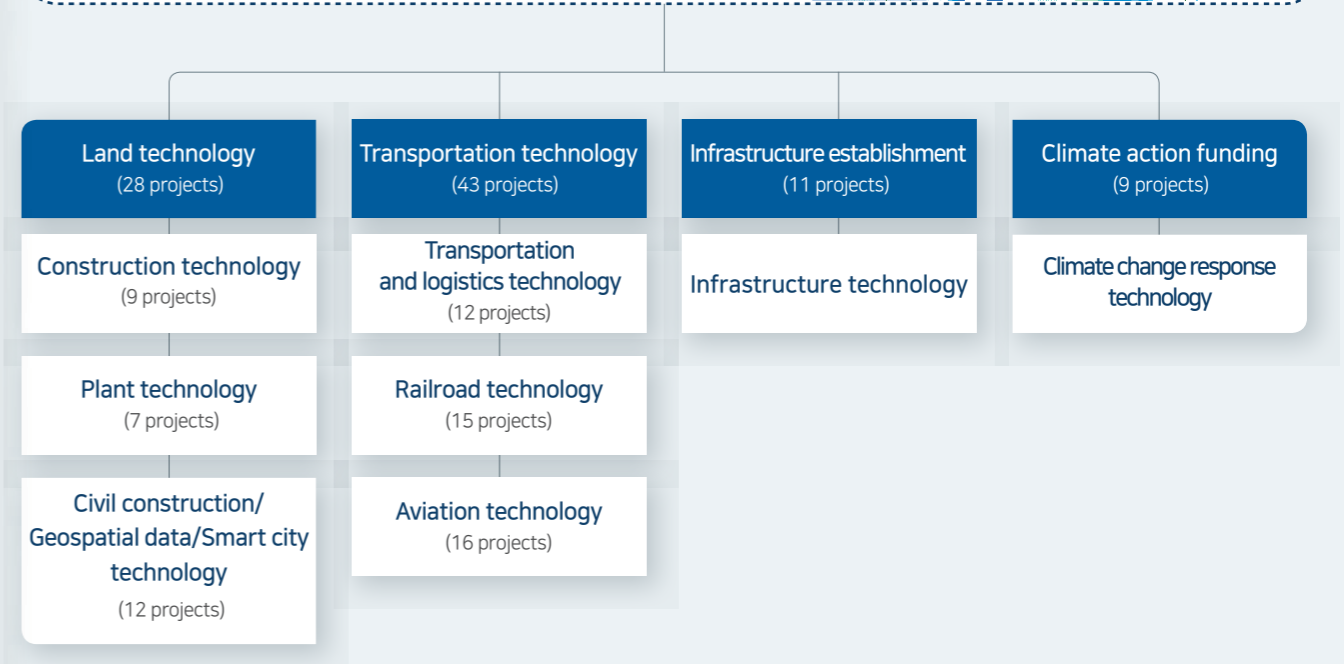 Land technology
(28 projects)
Construction technology
(9 projects)
Plant technology
(7 projects)
Civil construction/
Geospatial data/Smart city
technology
(12 projects)
Transportation technology
(43 projects)
Transportation
and logistics technology
(12 projects)
Railroad technology
(15 projects)
Aviation technology
(16 projects)
Infrastructure establishment
(11 projects)
Infrastructure technology
Climate action funding
(9 projects)
Climate change response
technology